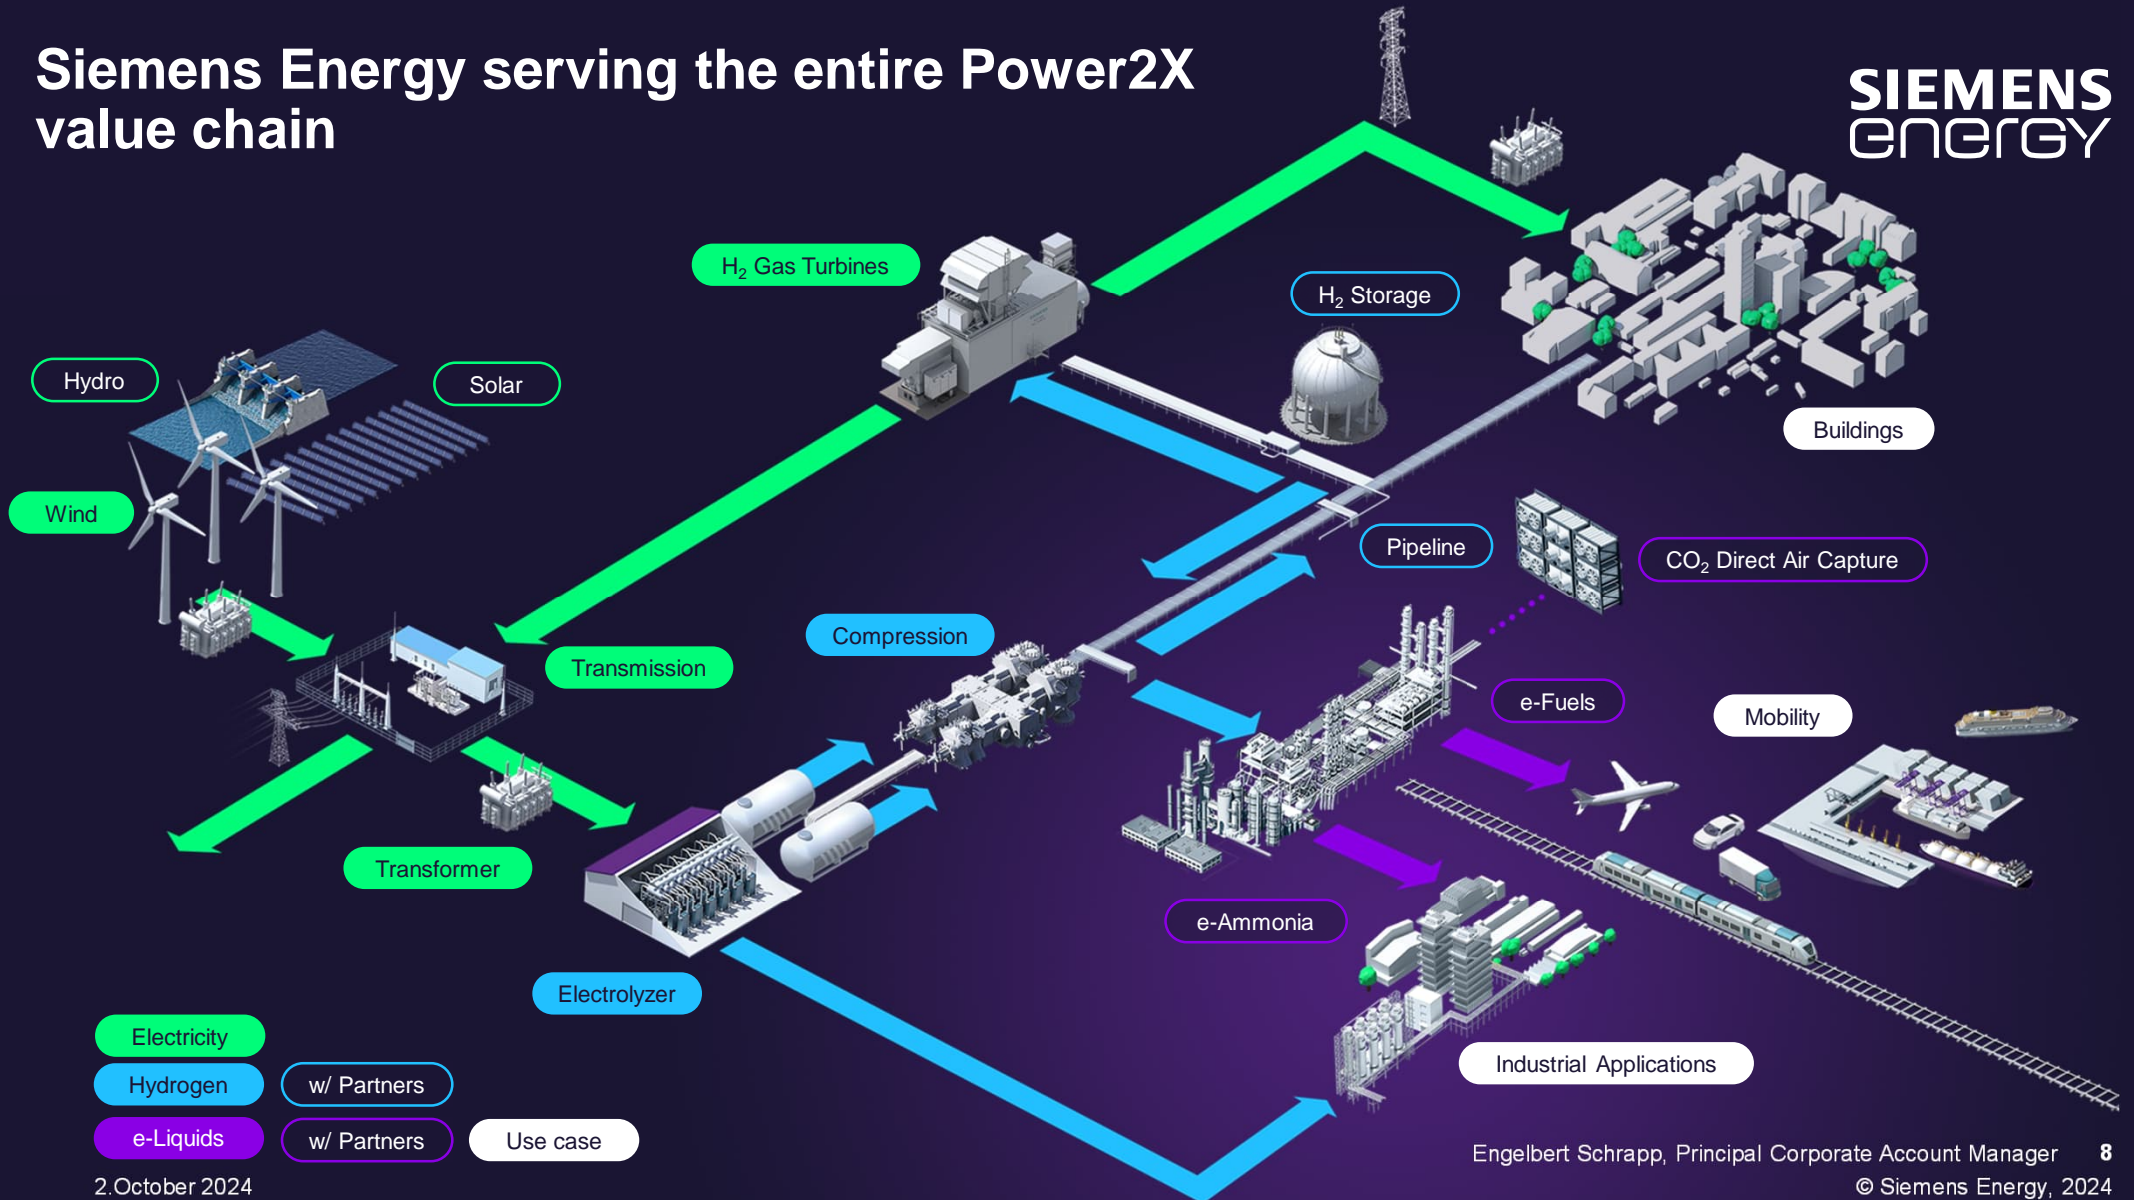 Siemens Energy serving the entire Power2X
value chain
SIEMENS
energy
H₂ Gas Turbines
H₂ Storage
Hydro
Solar
Buildings
Wind
Pipeline
CO₂ Direct Air Capture
Compression
Transmission
e-Fuels
Mobility
Transformer
e-Ammonia
Electrolyzer
Industrial Applications
Electricity
Hydrogen
w/ Partners
e-Liquids
w/ Partners
Use case
Engelbert Schrapp, Principal Corporate Account Manager 8
2.October 2024
© Siemens Energy, 2024